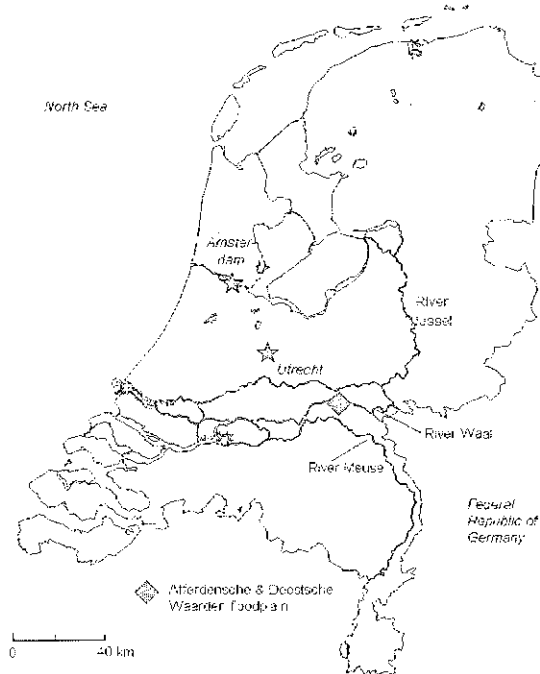 North Sea
Amster-
dam
River
IJssel
Utrecht
River Waal
River Meuse
Federal
Republic of
Germany
Afferdensche & Deestsche
Waarden floodplain
0 40 km